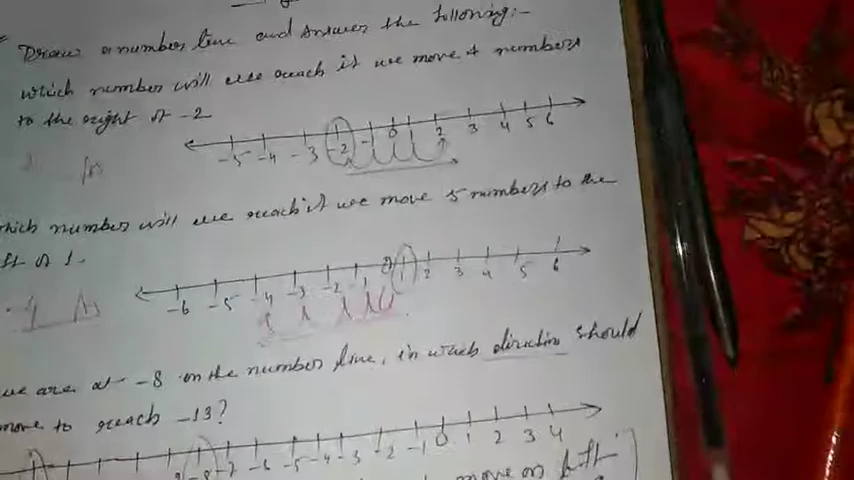 Draw a number line and answer the following:-
which number will we reach if we move 4 numbers
to the right of -2
-5 -4 -3 -2 -1 0 1 2 3 4 5 6
which number will we reach if we move 5 numbers to the
ft of 1.
-6 -5 -4 -3 -2 -1 0 1 2 3 4 5 6
we are at -8 on the number line, in which direction should
move to reach -13?
-8 -7 -6 -5 -4 -3 -2 -1 0 1 2 3 4
move on